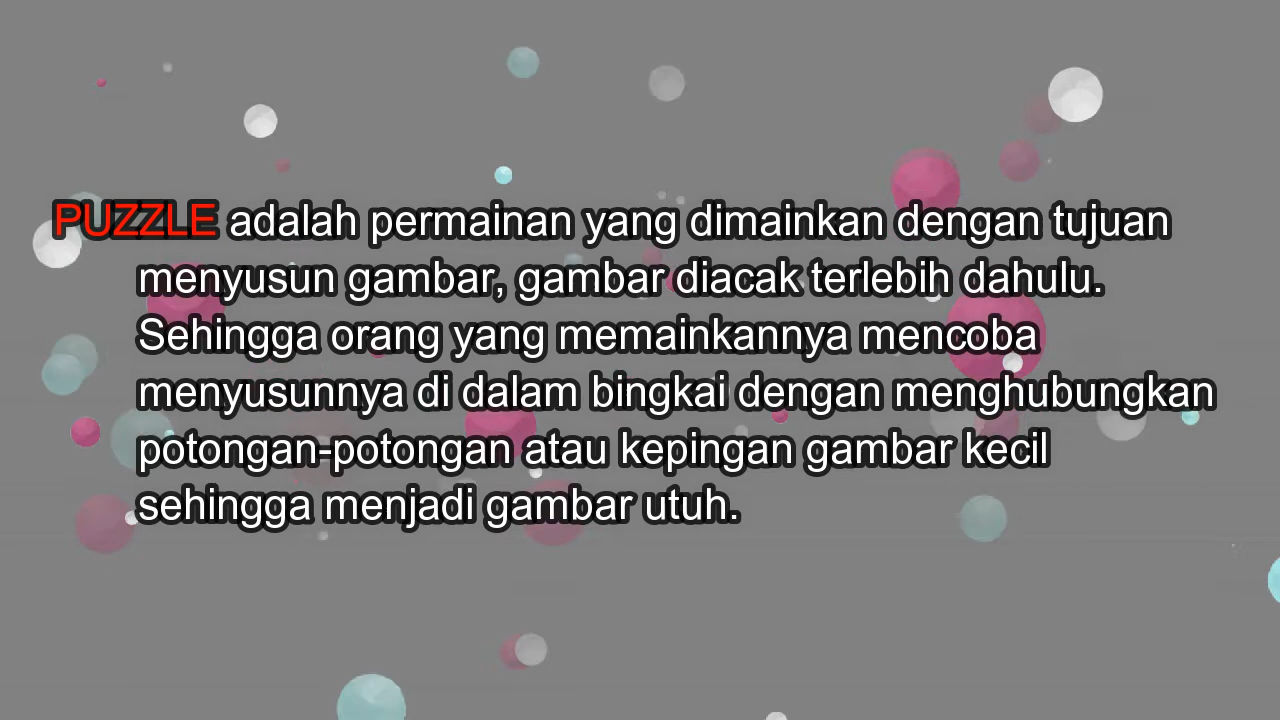 PUZZLE adalah permainan yang dimainkan dengan tujuan
menyusun gambar, gambar diacak terlebih dahulu.
Sehingga orang yang memainkannya mencoba
menyusunnya di dalam bingkai dengan menghubungkan
potongan-potongan atau kepingan gambar kecil
sehingga menjadi gambar utuh.